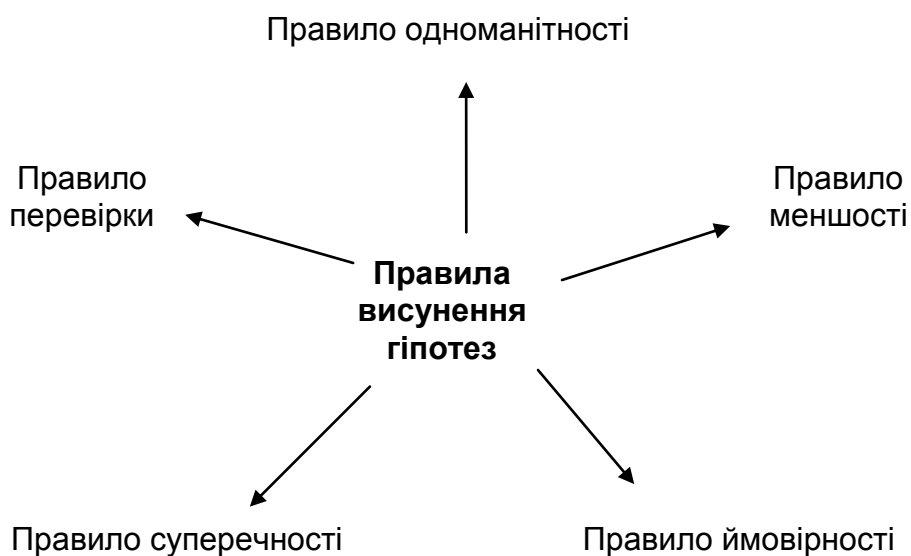 Правило одноманітності
Правило
перевірки
Правило
меншості
Правила
висунення
гіпотез
Правило суперечності
Правило ймовірності